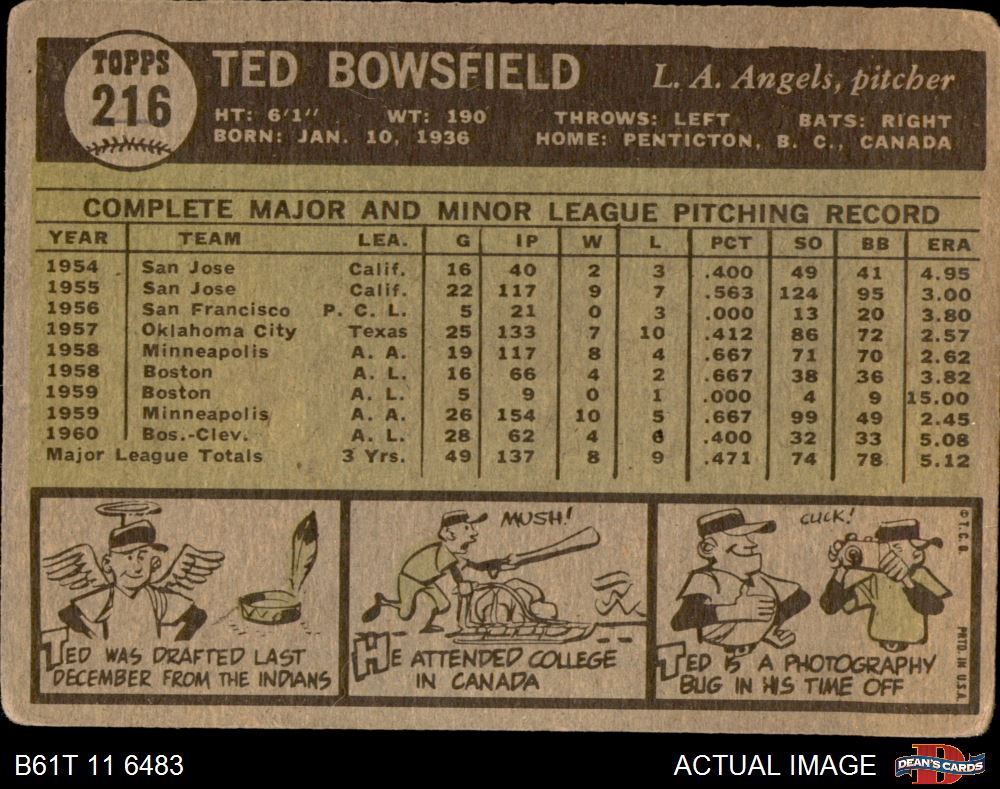 TOPPS
216
TED BOWSFIELD
L. A. Angels, pitcher
HT: 6'1" WT: 190 THROWS: LEFT BATS: RIGHT
BORN: JAN. 10, 1936 HOME: PENTICTON, B. C., CANADA
COMPLETE MAJOR AND MINOR LEAGUE PITCHING RECORD
YEAR TEAM LEA. G IP W L PCT SO BB ERA
1954 San Jose Calif. 16 40 2 3 .400 49 41 4.95
1955 San Jose Calif. 22 117 9 7 .563 124 95 3.00
1956 San Francisco P. C. L. 5 21 0 3 .000 13 20 3.80
1957 Oklahoma City Texas 25 133 7 10 .412 86 72 2.57
1958 Minneapolis A. A. 19 117 8 4 .667 71 70 2.62
1958 Boston A. L. 16 66 4 2 .667 38 36 3.82
1959 Boston A. L. 5 9 0 1 .000 4 9 15.00
1959 Minneapolis A. A. 26 154 10 5 .667 99 49 2.45
1960 Bos.-Clev. A. L. 28 62 4 6 .400 32 33 5.08
Major League Totals 3 Yrs. 49 137 8 9 .471 74 78 5.12
TED WAS DRAFTED LAST
DECEMBER FROM THE INDIANS
MUSH!
HE ATTENDED COLLEGE
IN CANADA
CLICK!
TED IS A PHOTOGRAPHY
BUG IN HIS TIME OFF
© T. C. G.
PRTD IN U.S.A.
B61T 11 6483
ACTUAL IMAGE
DEAN'S CARDS